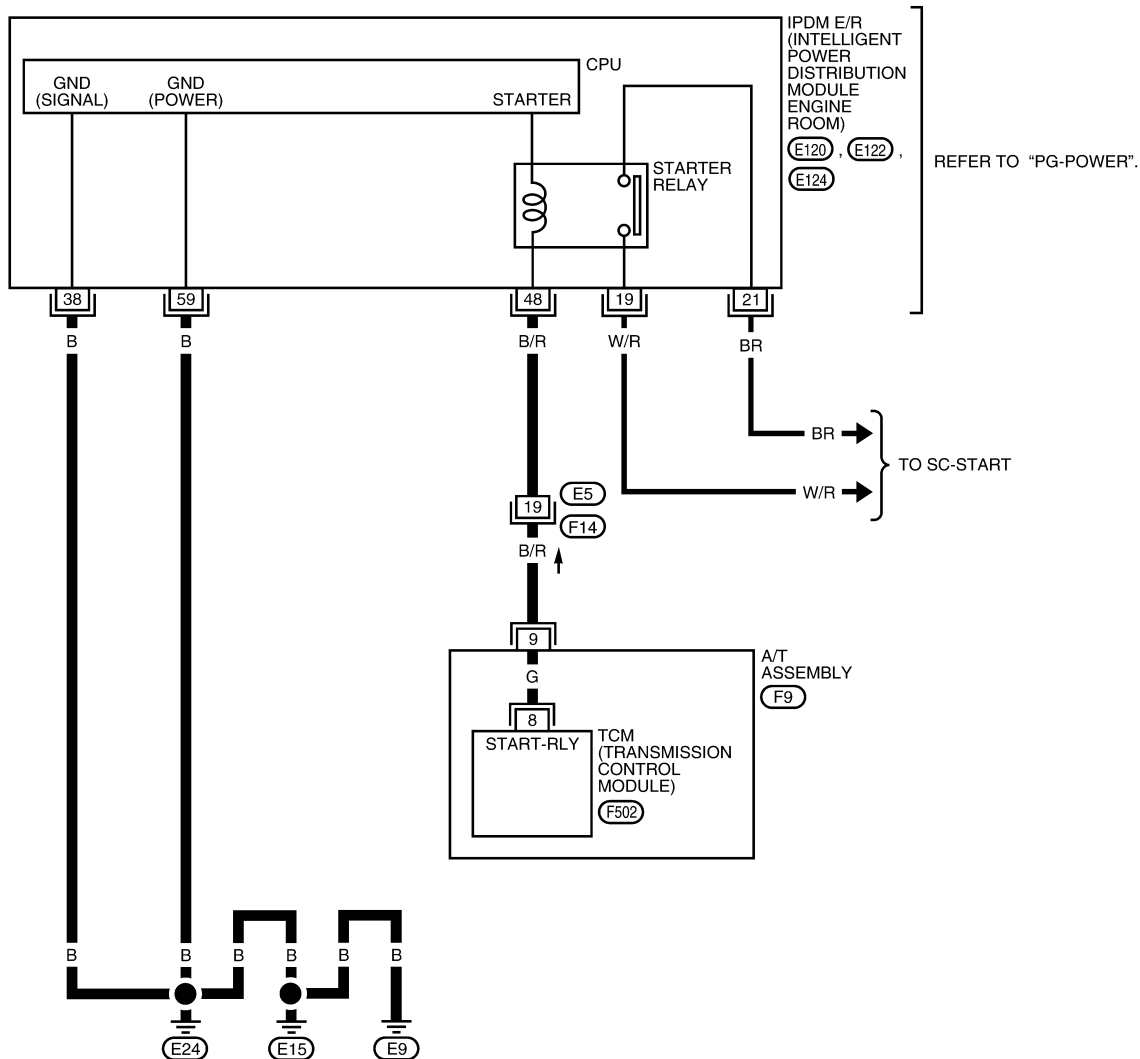 IPDM E/R
(INTELLIGENT
POWER
DISTRIBUTION
MODULE
ENGINE
ROOM)
E120 , E122 ,
E124
REFER TO “PG-POWER”.
CPU
GND
(SIGNAL)
GND
(POWER)
STARTER
STARTER
RELAY
38 59 48 19 21
B B B/R W/R BR
BR
TO SC-START
W/R
19
E5
F14
B/R
9
A/T
ASSEMBLY
F9
G
8
START-RLY
TCM
(TRANSMISSION
CONTROL
MODULE)
F502
B B B B B B
E24 E15 E9